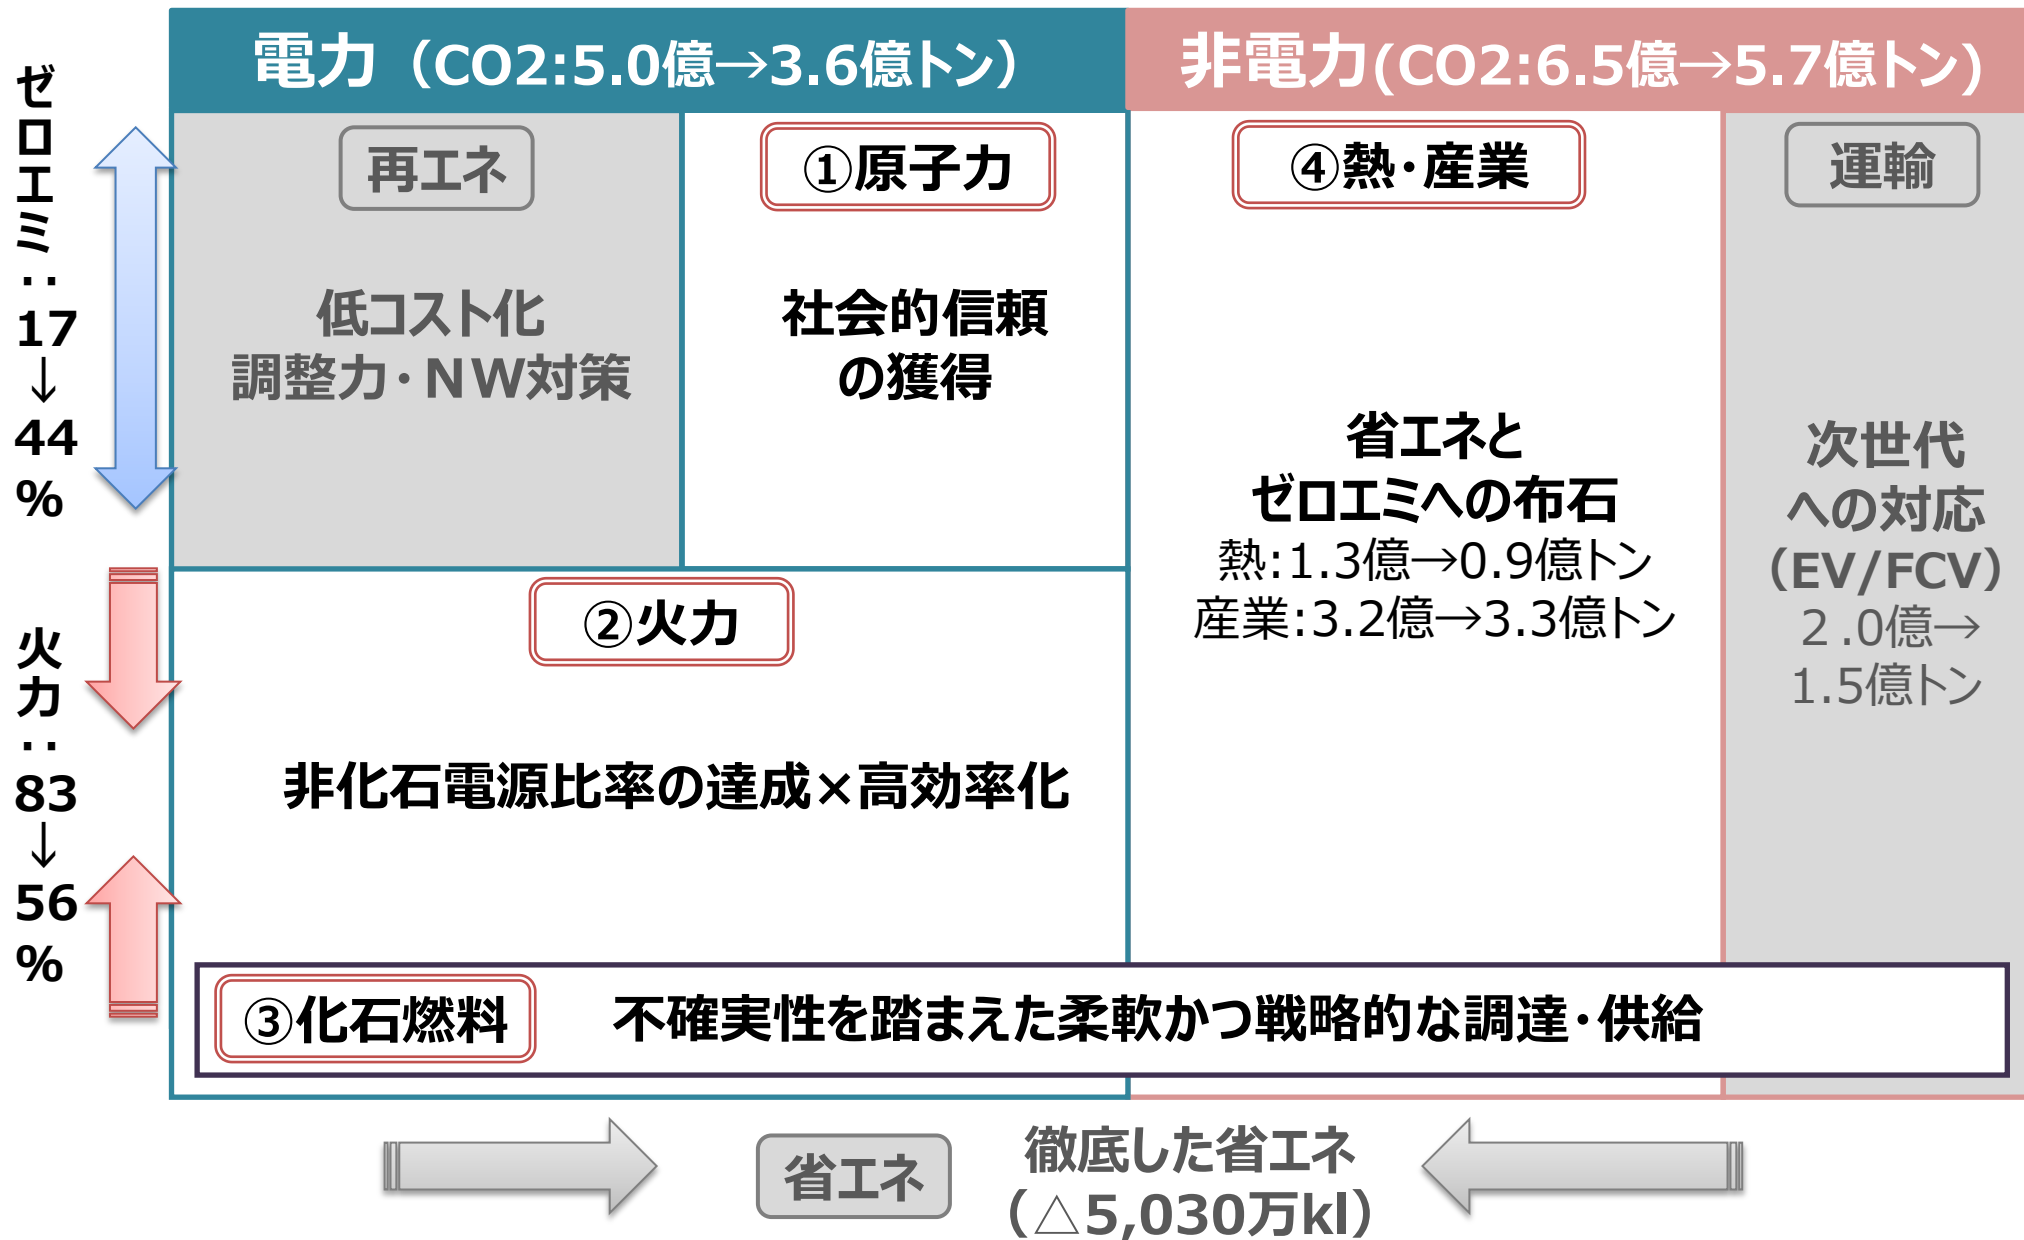 電力（CO2:5.0億→3.6億トン）
非電力(CO2:6.5億→5.7億トン)
ゼロエミ：17→44%
再エネ
低コスト化
調整力・NW対策
①原子力
社会的信頼
の獲得
④熱・産業
省エネと
ゼロエミへの布石
熱:1.3億→0.9億トン
産業:3.2億→3.3億トン
運輸
次世代
への対応
（EV/FCV）
２.0億→
1.5億トン
火力：83→56%
②火力
非化石電源比率の達成×高効率化
③化石燃料
不確実性を踏まえた柔軟かつ戦略的な調達・供給
省エネ
徹底した省エネ
（△5,030万kl）